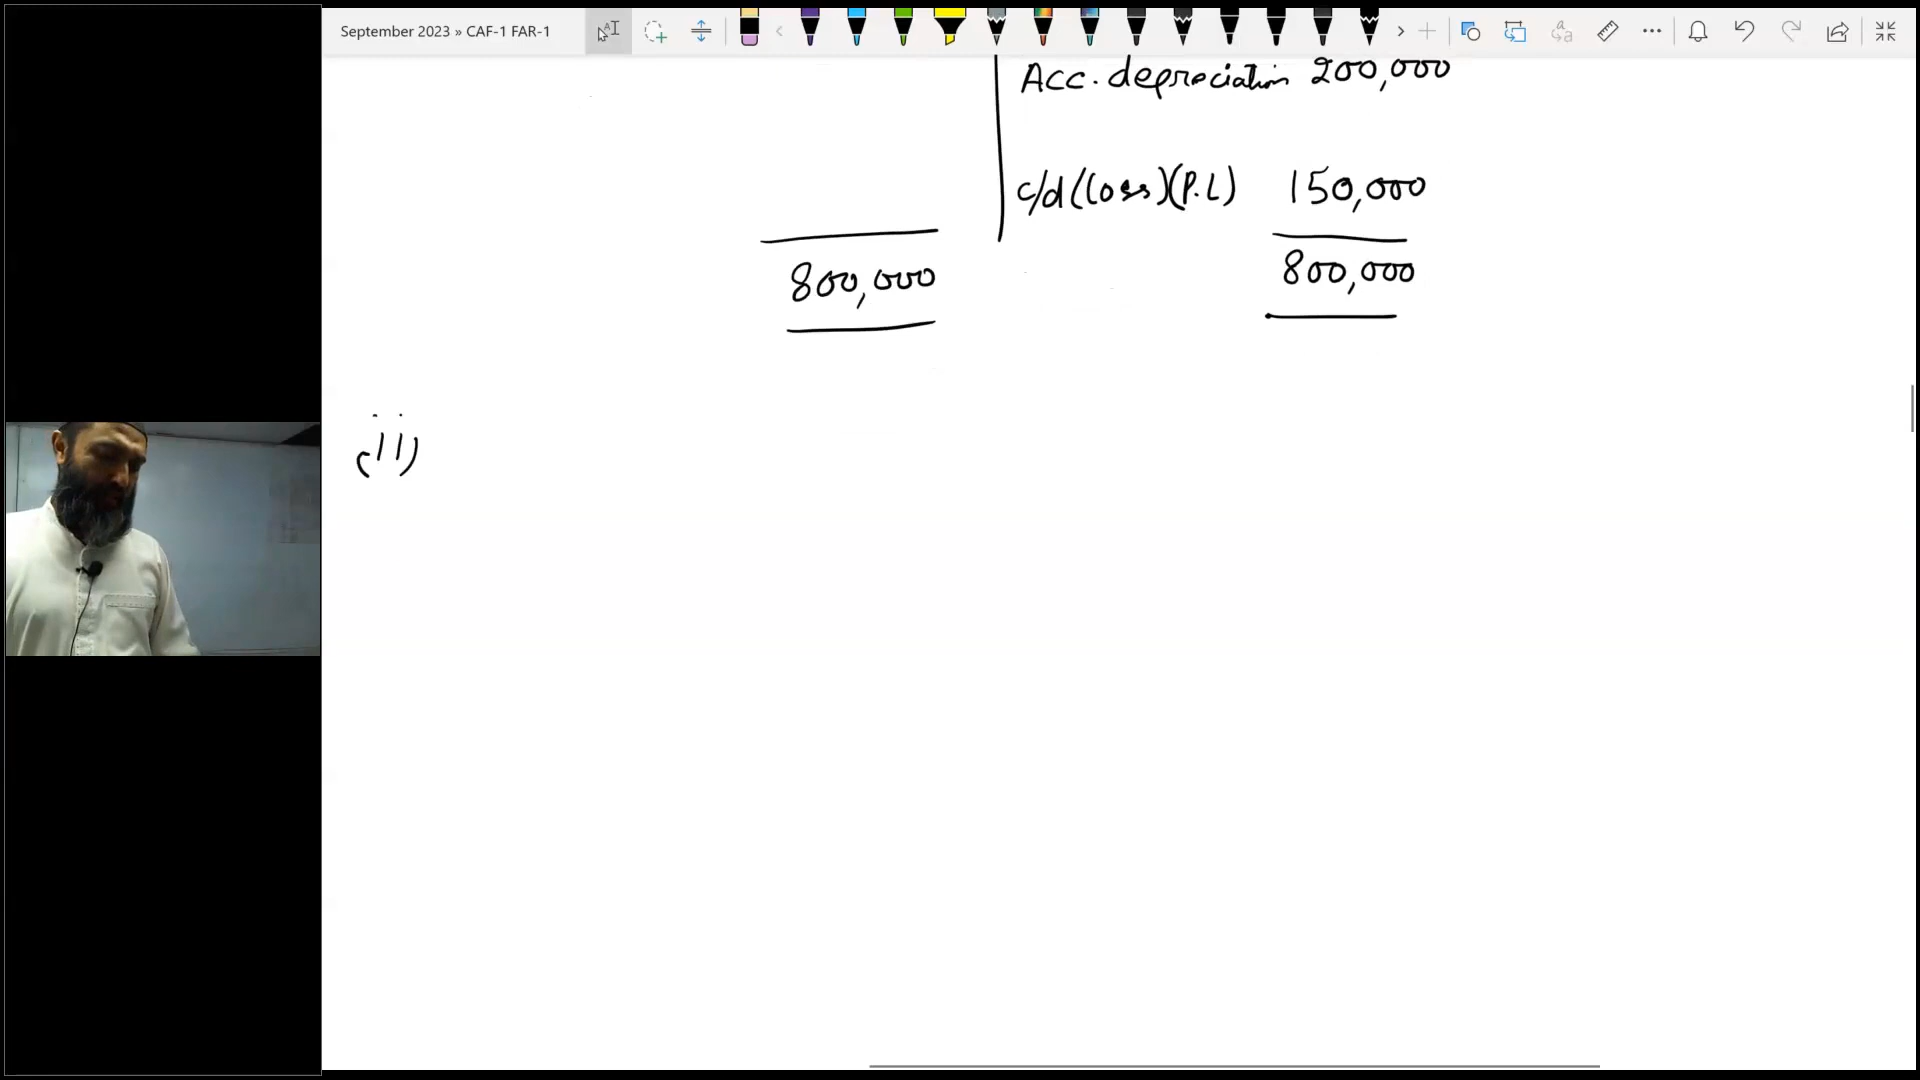 September 2023 » CAF-1 FAR-1
Acc. depreciation 200,000
c/d (Loss)(P.L) 150,000
800,000 800,000
(ii)